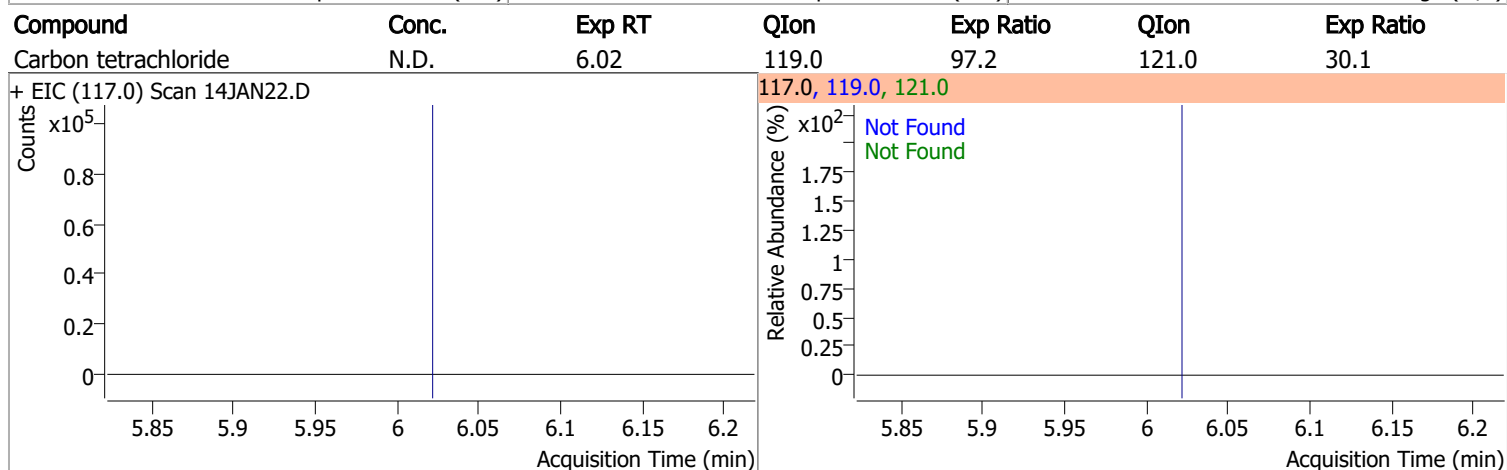 Compound Conc. Exp RT QIon Exp Ratio QIon Exp Ratio
Carbon tetrachloride N.D. 6.02 119.0 97.2 121.0 30.1
+ EIC (117.0) Scan 14JAN22.D
Counts
x105
0.8
0.6
0.4
0.2
0
5.85 5.9 5.95 6 6.05 6.1 6.15 6.2
Acquisition Time (min)
117.0, 119.0, 121.0
Relative Abundance (%)
x102
Not Found
Not Found
1.75
1.5
1.25
1
0.75
0.5
0.25
0
5.85 5.9 5.95 6 6.05 6.1 6.15 6.2
Acquisition Time (min)